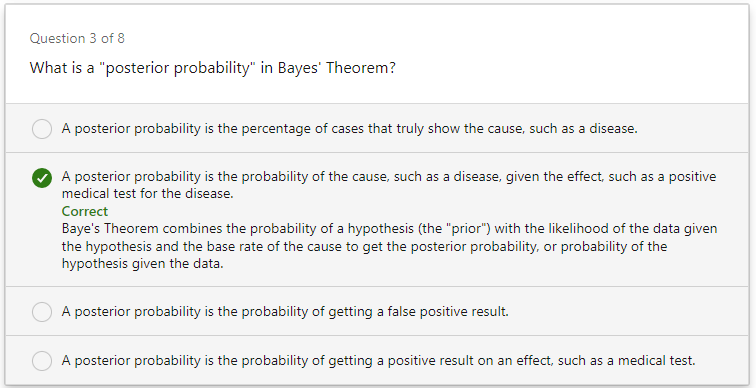 Question 3 of 8
What is a "posterior probability" in Bayes' Theorem?
A posterior probability is the percentage of cases that truly show the cause, such as a disease.
A posterior probability is the probability of the cause, such as a disease, given the effect, such as a positive
medical test for the disease.
Correct
Baye's Theorem combines the probability of a hypothesis (the "prior") with the likelihood of the data given
the hypothesis and the base rate of the cause to get the posterior probability, or probability of the
hypothesis given the data.
A posterior probability is the probability of getting a false positive result.
A posterior probability is the probability of getting a positive result on an effect, such as a medical test.